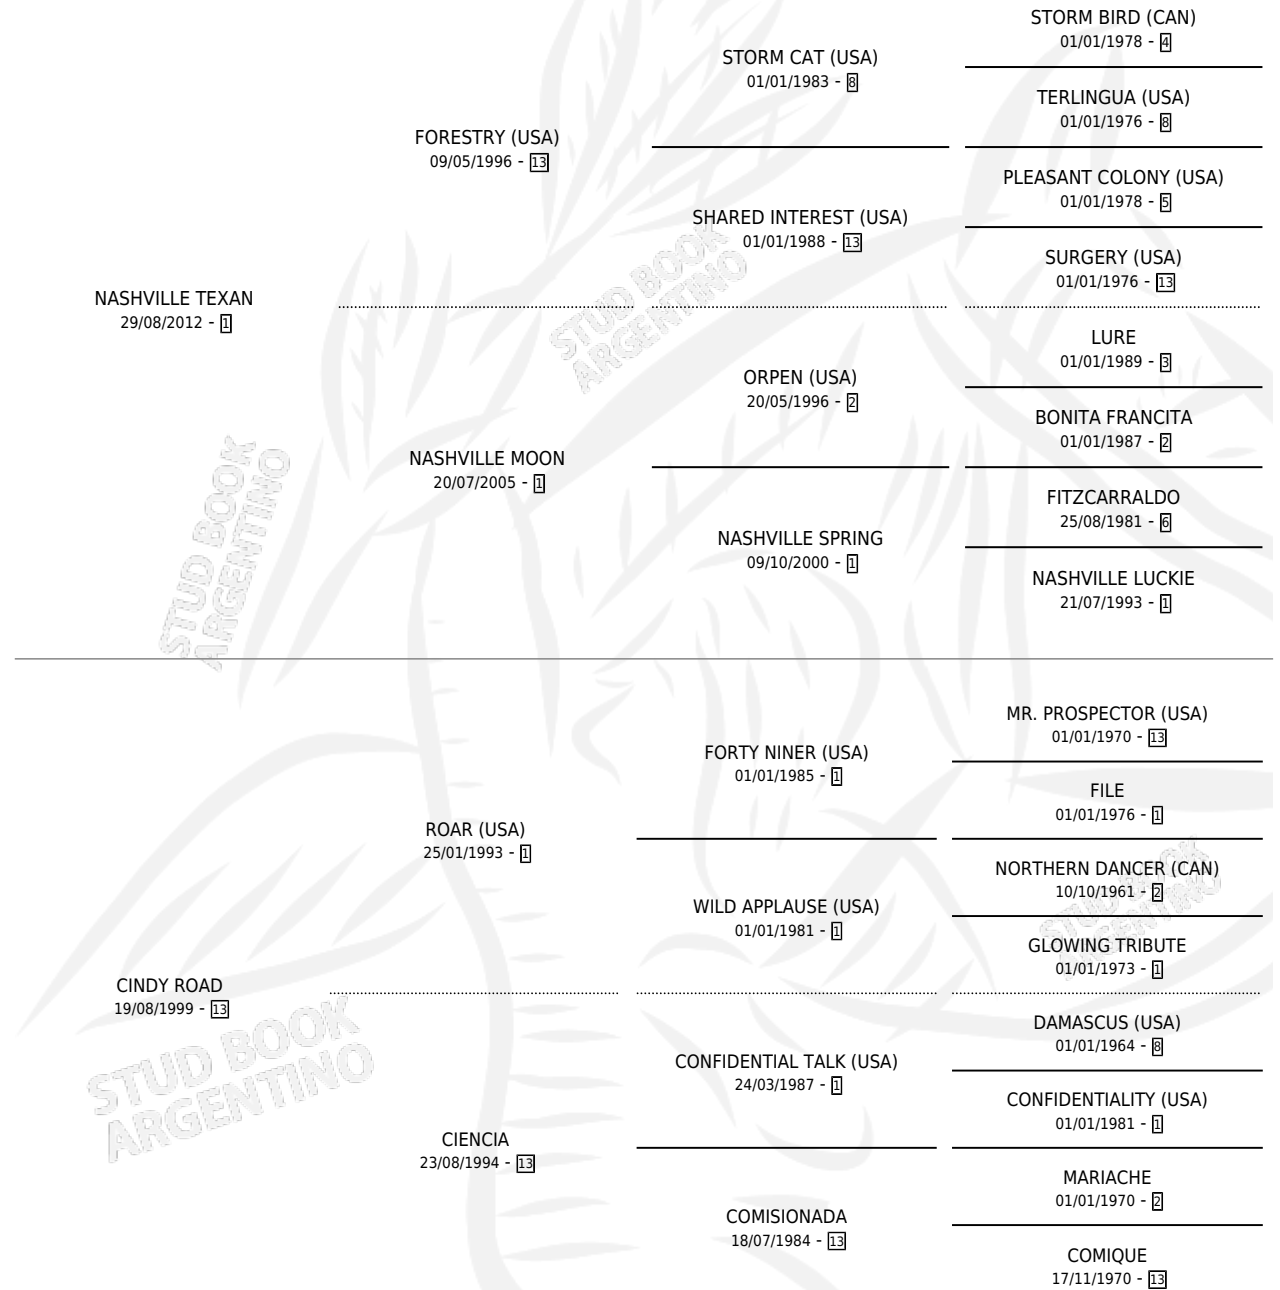 STORM BIRD (CAN)
01/01/1978 - 4
STORM CAT (USA)
01/01/1983 - 8
TERLINGUA (USA)
01/01/1976 - 8
FORESTRY (USA)
09/05/1996 - 13
PLEASANT COLONY (USA)
01/01/1978 - 5
SHARED INTEREST (USA)
01/01/1988 - 13
SURGERY (USA)
01/01/1976 - 13
NASHVILLE TEXAN
29/08/2012 - 1
STUD BOOK
ARGENTINO
LURE
01/01/1989 - 3
ORPEN (USA)
20/05/1996 - 2
BONITA FRANCITA
01/01/1987 - 2
NASHVILLE MOON
20/07/2005 - 1
FITZCARRALDO
25/08/1981 - 6
NASHVILLE SPRING
09/10/2000 - 1
NASHVILLE LUCKIE
21/07/1993 - 1
STUD BOOK
ARGENTINO
MR. PROSPECTOR (USA)
01/01/1970 - 13
FORTY NINER (USA)
01/01/1985 - 1
FILE
01/01/1976 - 1
ROAR (USA)
25/01/1993 - 1
NORTHERN DANCER (CAN)
10/10/1961 - 2
WILD APPLAUSE (USA)
01/01/1981 - 1
STUD BOOK
ARGENTINO
GLOWING TRIBUTE
01/01/1973 - 1
CINDY ROAD
19/08/1999 - 13
STUD BOOK
ARGENTINO
DAMASCUS (USA)
01/01/1964 - 8
CONFIDENTIAL TALK (USA)
24/03/1987 - 1
CONFIDENTIALITY (USA)
01/01/1981 - 1
CIENCIA
23/08/1994 - 13
MARIACHE
01/01/1970 - 2
COMISIONADA
18/07/1984 - 13
COMIQUE
17/11/1970 - 13